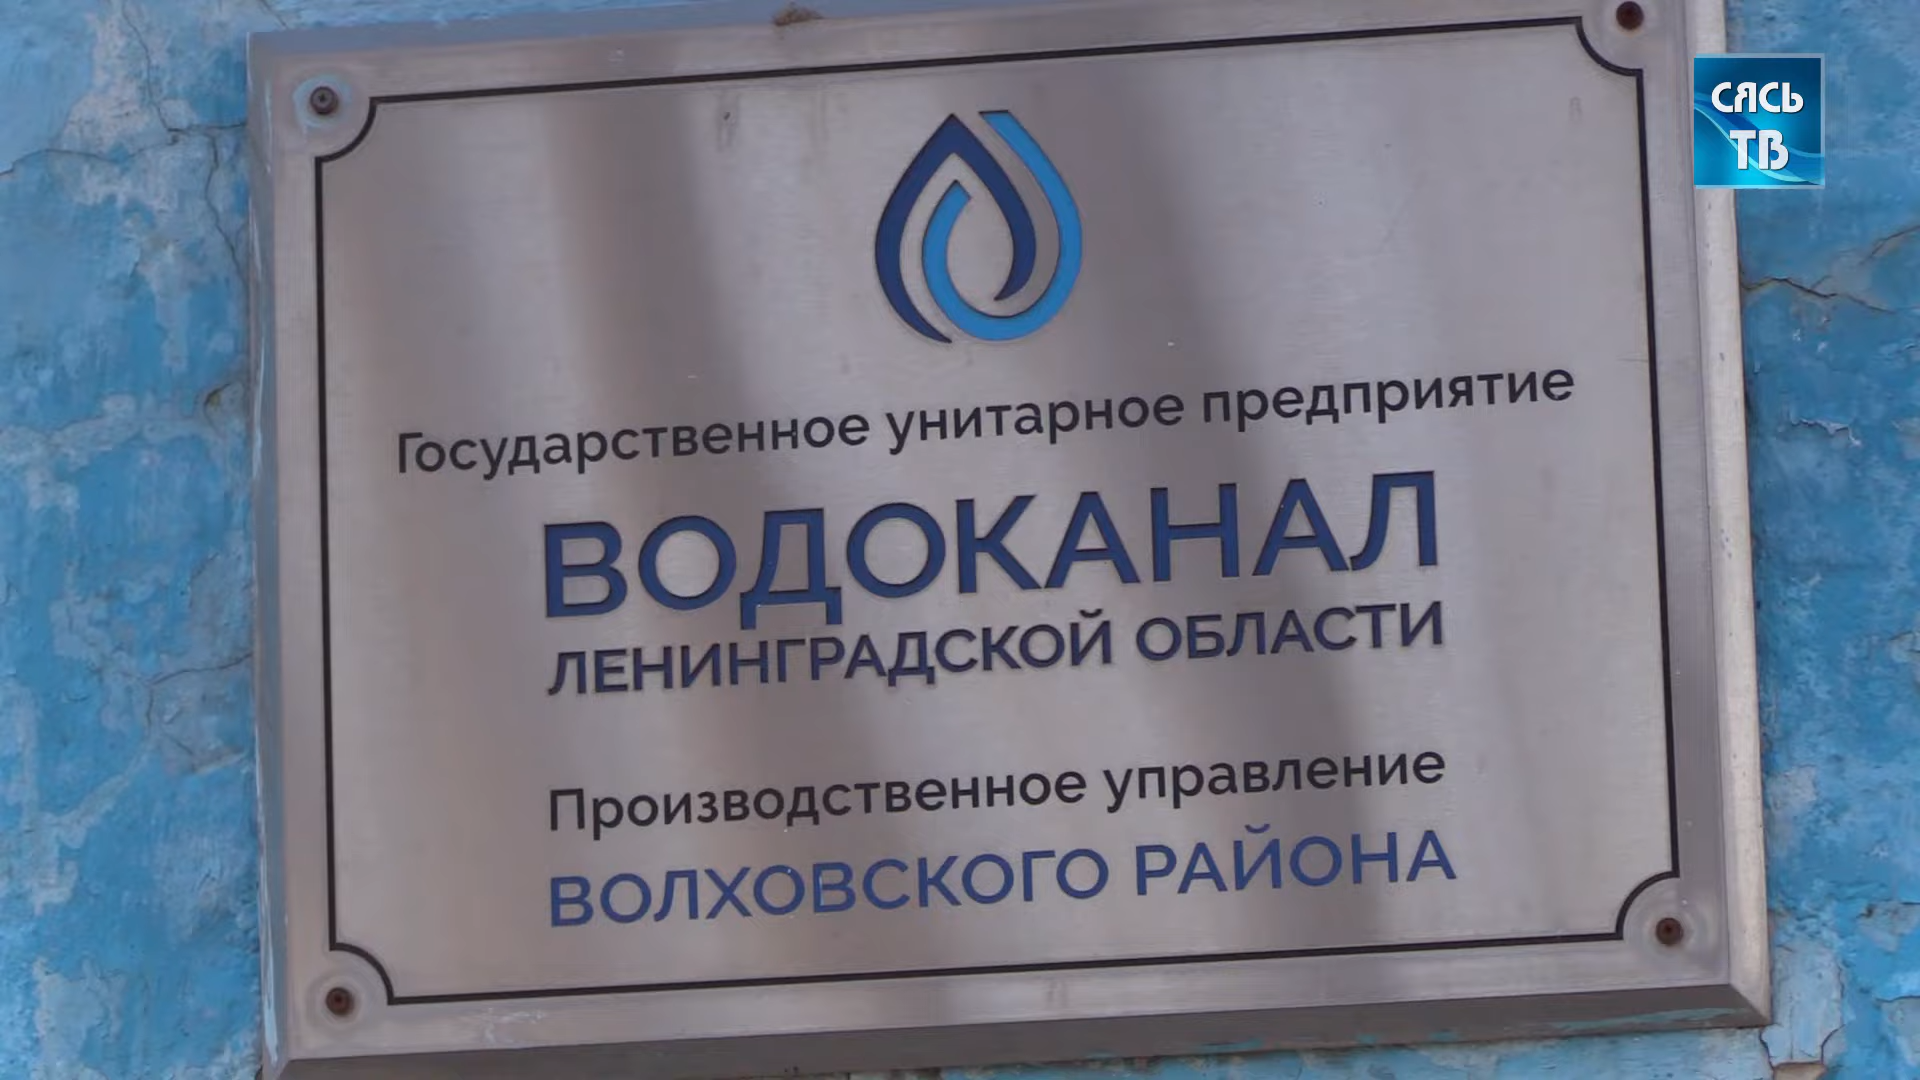 СЯСЬ
ТВ
Государственное унитарное предприятие
ВОДОКАНАЛ
ЛЕНИНГРАДСКОЙ ОБЛАСТИ
Производственное управление
ВОЛХОВСКОГО РАЙОНА